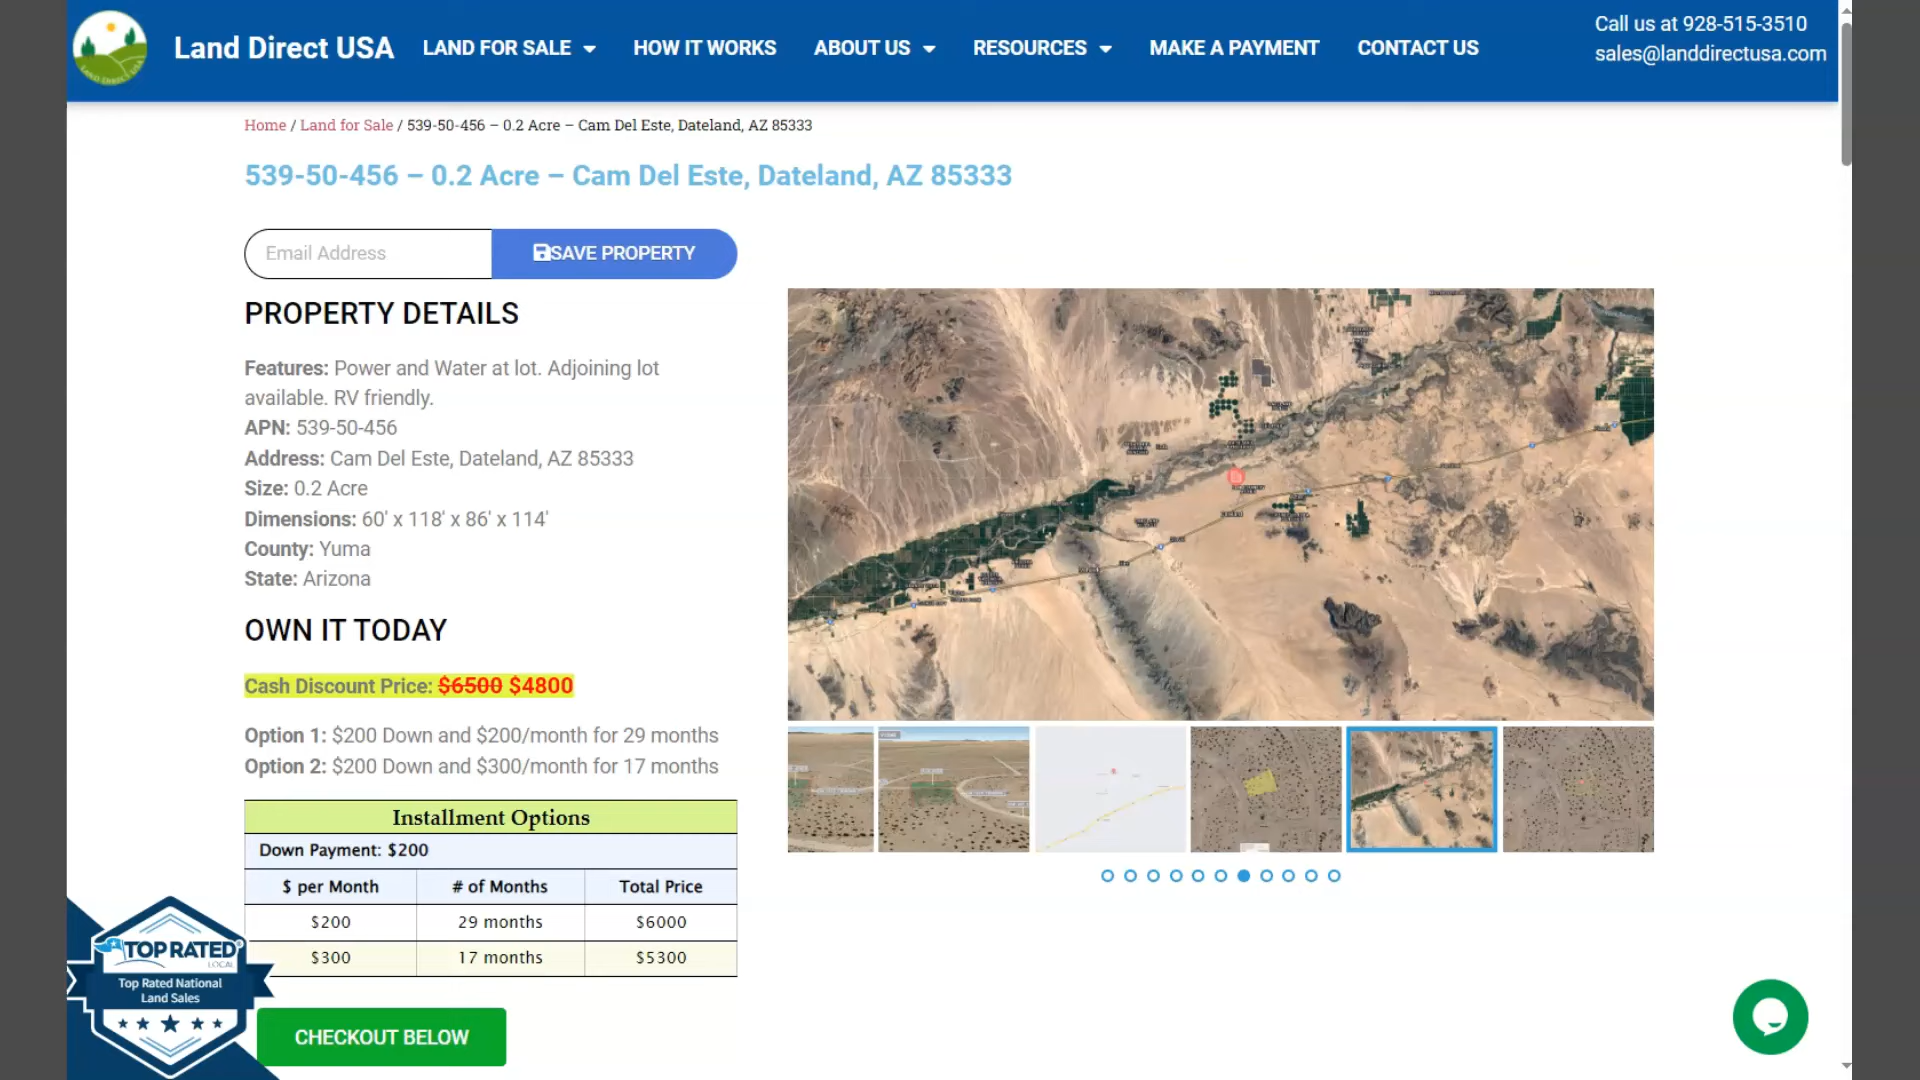 Land Direct USA
LAND FOR SALE
HOW IT WORKS
ABOUT US
RESOURCES
MAKE A PAYMENT
CONTACT US
Call us at 928-515-3510
sales@landdirectusa.com
Home / Land for Sale / 539-50-456 – 0.2 Acre – Cam Del Este, Dateland, AZ 85333
539-50-456 – 0.2 Acre – Cam Del Este, Dateland, AZ 85333
Email Address
SAVE PROPERTY
PROPERTY DETAILS
Features: Power and Water at lot. Adjoining lot
available. RV friendly.
APN: 539-50-456
Address: Cam Del Este, Dateland, AZ 85333
Size: 0.2 Acre
Dimensions: 60' x 118' x 86' x 114'
County: Yuma
State: Arizona
OWN IT TODAY
Cash Discount Price: $6500 $4800
Option 1: $200 Down and $200/month for 29 months
Option 2: $200 Down and $300/month for 17 months
Installment Options
Down Payment: $200
$ per Month # of Months Total Price
$200 29 months $6000
$300 17 months $5300
TOP RATED
LOCAL
Top Rated National
Land Sales
CHECKOUT BELOW